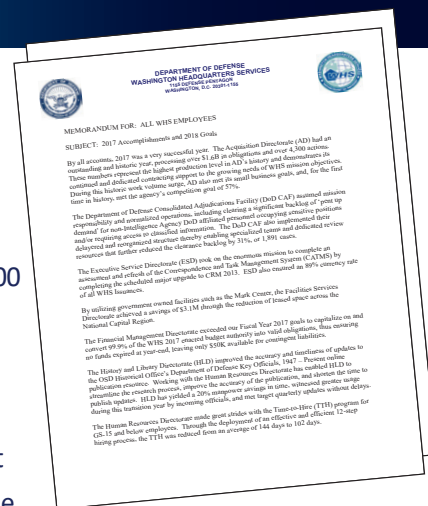 DEPARTMENT OF DEFENSE
WASHINGTON HEADQUARTERS SERVICES
1155 DEFENSE PENTAGON
WASHINGTON, D.C. 20301-1155
WHS
MEMORANDUM FOR: ALL WHS EMPLOYEES
SUBJECT: 2017 Accomplishments and 2018 Goals
By all accounts, 2017 was a very successful year. The Acquisition Directorate (AD) had an
outstanding and historic year, processing over $1.6B in obligations and over 4,300 actions.
These numbers represent the highest production level in AD's history and demonstrates its
continued and dedicated contracting support to the growing needs of WHS mission objectives.
During this historic work volume surge, AD also met its small business goals, and, for the first
time in history, met the agency's competition goal of 57%.
The Department of Defense Consolidated Adjudications Facility (DoD CAF) assumed mission
responsibility and normalized operations, including clearing a significant backlog of 'pent up
demand' for non-Intelligence Agency DoD affiliated personnel occupying sensitive positions
and/or requiring access to classified information. The DoD CAF also implemented their
delayered and reorganized structure thereby enabling specialized teams and dedicated review
resources that further reduced the clearance backlog by 31%, or 1,891 cases.
The Executive Service Directorate (ESD) took on the enormous mission to complete an
assessment and refresh of the Correspondence and Task Management System (CATMS) by
completing the scheduled major upgrade to CRM 2013. ESD also ensured an 89% currency rate
of all WHS Issuances.
By utilizing government owned facilities such as the Mark Center, the Facilities Services
Directorate achieved a savings of $3.1M through the reduction of leased space across the
National Capital Region.
The Financial Management Directorate exceeded our Fiscal Year 2017 goals to capitalize on and
convert 99.9% of the WHS 2017 enacted budget authority into valid obligations, thus ensuring
no funds expired at year-end, leaving only $50K available for contingent liabilities.
The History and Library Directorate (HLD) improved the accuracy and timeliness of updates to
the OSD Historical Office's Department of Defense Key Officials, 1947 – Present online
publication resource. Working with the Human Resources Directorate has enabled HLD to
streamline the research process, improve the accuracy of the publication, and shorten the time to
publish updates. HLD has yielded a 20% manpower savings in time, witnessed greater usage
during this transition year by incoming officials, and met target quarterly updates without delays.
The Human Resources Directorate made great strides with the Time-to-Hire (TTH) program for
GS-15 and below employees. Through the deployment of an effective and efficient 12-step
hiring process, the TTH was reduced from an average of 144 days to 102 days.
00
t
e